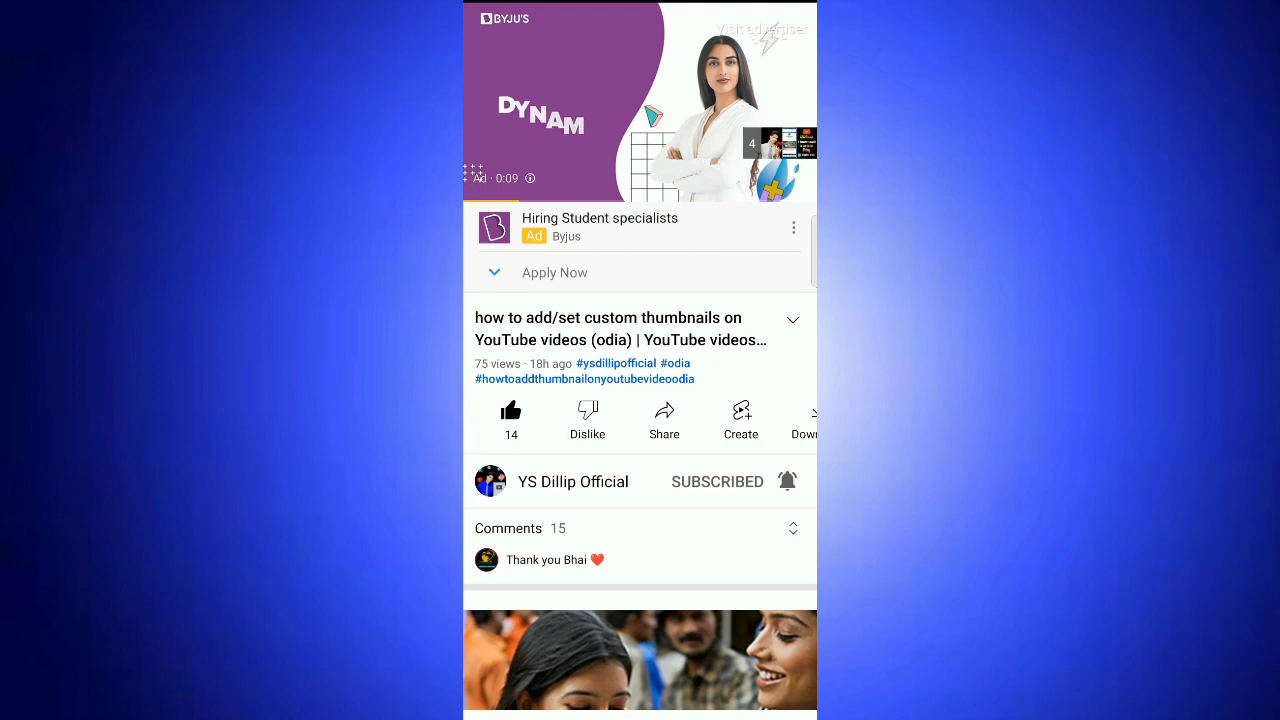 BYJU'S
Visit advertiser
DYNAM
4
Ad · 0:09
Hiring Student specialists
Ad Byjus
Apply Now
how to add/set custom thumbnails on
YouTube videos (odia) | YouTube videos...
75 views · 18h ago #ysdillipofficial #odia
#howtoaddthumbnailonyoutubevideoodia
14 Dislike Share Create Down
YS Dillip Official SUBSCRIBED
Comments 15
Thank you Bhai ❤️